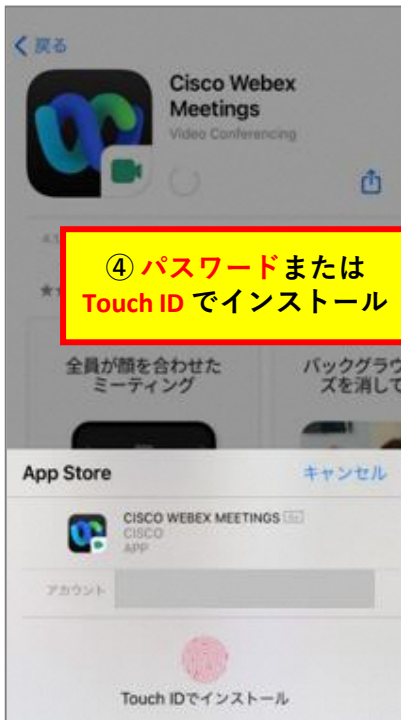 戻る
Cisco Webex
Meetings
Video Conferencing
④ パスワードまたは
Touch ID でインストール
全員が顔を合わせた
ミーティング
バックグラウ
ズを消して
App Store
キャンセル
CISCO WEBEX MEETINGS
CISCO
APP
アカウント
Touch IDでインストール